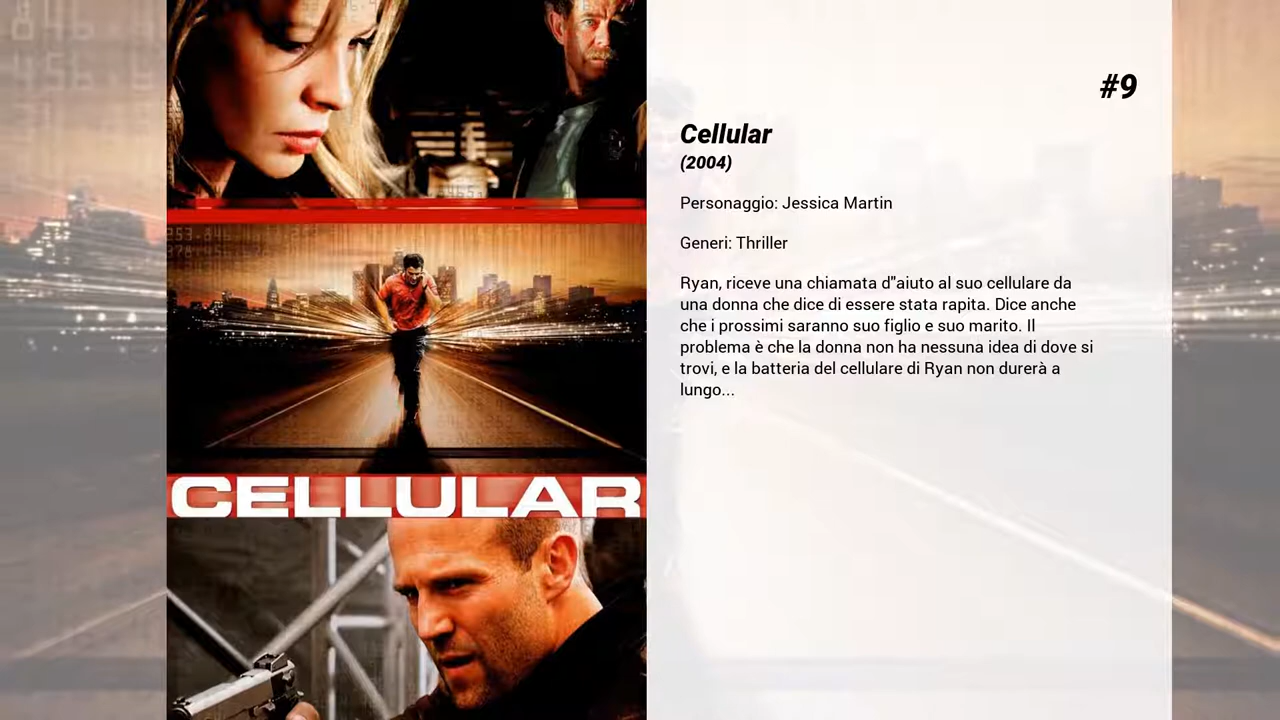 #9
Cellular
(2004)
Personaggio: Jessica Martin
Generi: Thriller
Ryan, riceve una chiamata d"aiuto al suo cellulare da
una donna che dice di essere stata rapita. Dice anche
che i prossimi saranno suo figlio e suo marito. Il
problema è che la donna non ha nessuna idea di dove si
trovi, e la batteria del cellulare di Ryan non durerà a
lungo...
CELLULAR